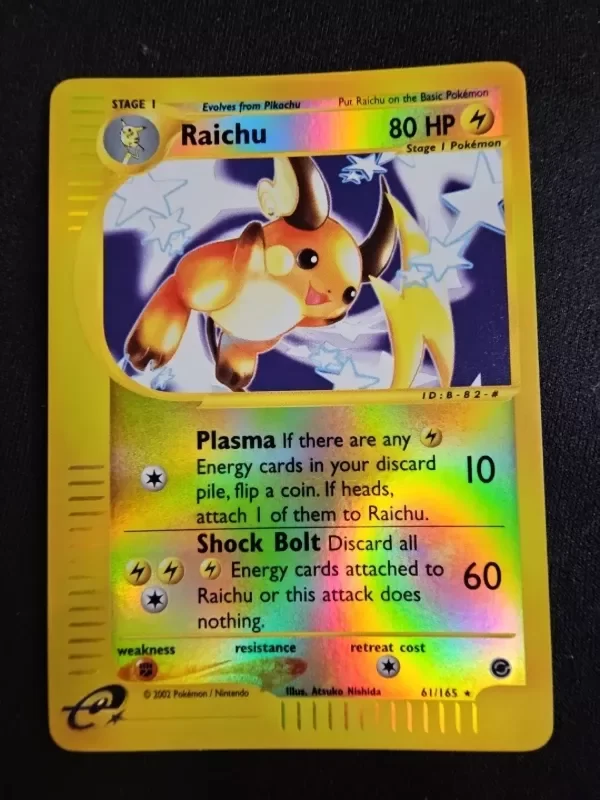 STAGE 1 Evolves from Pikachu Put Raichu on the Basic Pokémon
Raichu 80 HP
Stage 1 Pokémon
ID:B-82-#
Plasma If there are any
Energy cards in your discard
pile, flip a coin. If heads,
attach 1 of them to Raichu.
10
Shock Bolt Discard all
Energy cards attached to
Raichu or this attack does
nothing.
60
weakness resistance retreat cost
© 2002 Pokémon / Nintendo Illus. Atsuko Nishida 61/165 ★
e